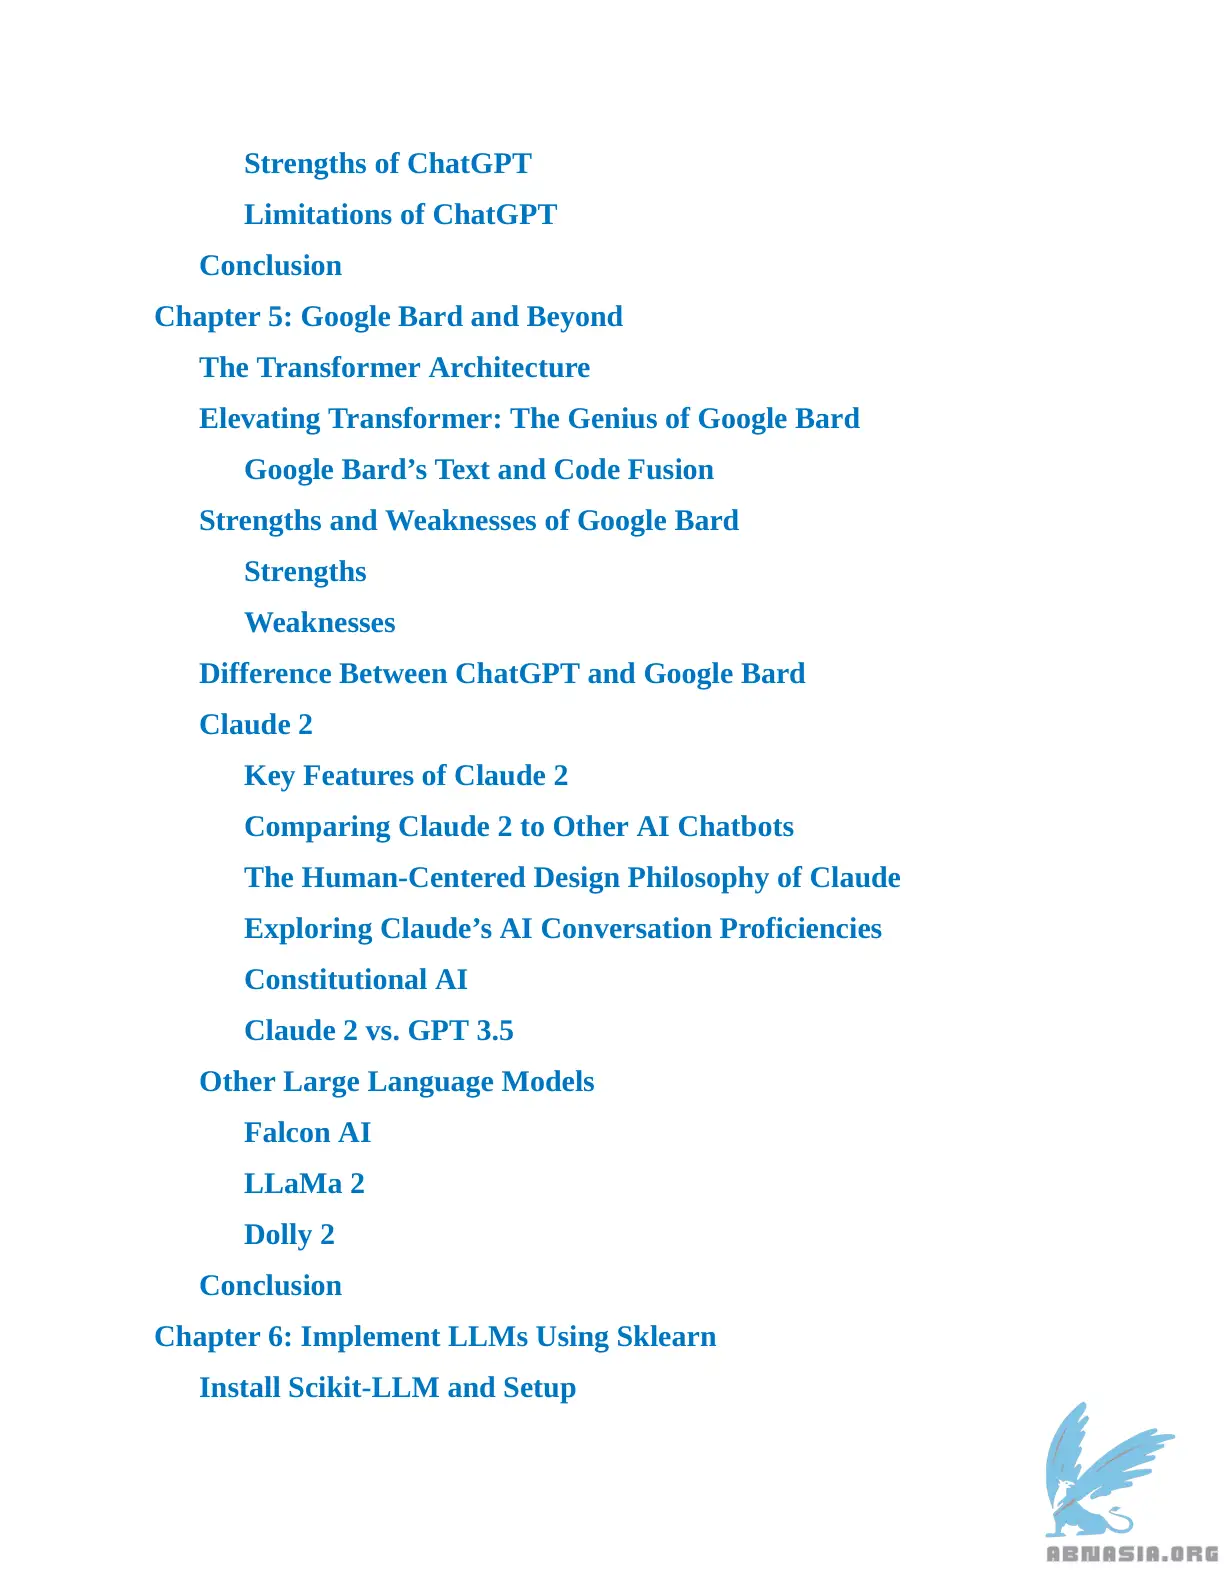 Strengths of ChatGPT
Limitations of ChatGPT
Conclusion
Chapter 5: Google Bard and Beyond
The Transformer Architecture
Elevating Transformer: The Genius of Google Bard
Google Bard’s Text and Code Fusion
Strengths and Weaknesses of Google Bard
Strengths
Weaknesses
Difference Between ChatGPT and Google Bard
Claude 2
Key Features of Claude 2
Comparing Claude 2 to Other AI Chatbots
The Human-Centered Design Philosophy of Claude
Exploring Claude’s AI Conversation Proficiencies
Constitutional AI
Claude 2 vs. GPT 3.5
Other Large Language Models
Falcon AI
LLaMa 2
Dolly 2
Conclusion
Chapter 6: Implement LLMs Using Sklearn
Install Scikit-LLM and Setup
ABNASIA.ORG